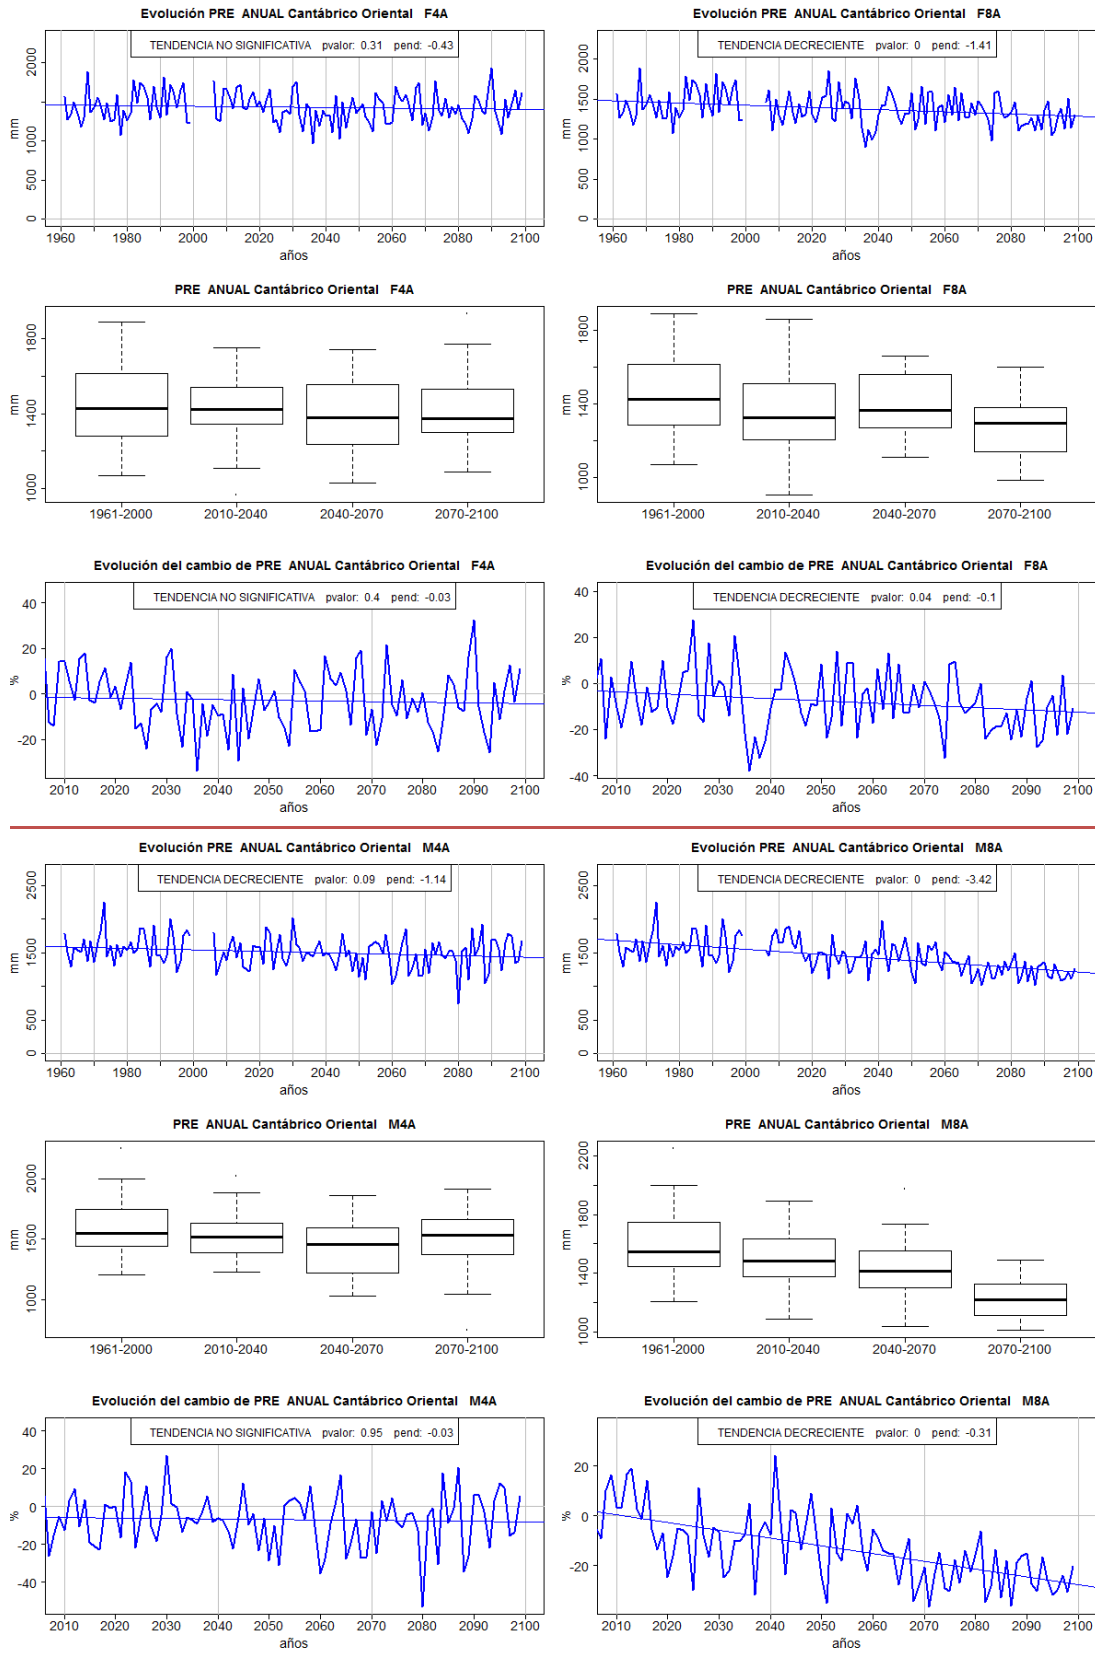 Evolución PRE ANUAL Cantábrico Oriental F4A
TENDENCIA NO SIGNIFICATIVA pvalor: 0.31 pend: -0.43
mm
0 500 1000 1500 2000
1960 1980 2000 2020 2040 2060 2080 2100
años
Evolución PRE ANUAL Cantábrico Oriental F8A
TENDENCIA DECRECIENTE pvalor: 0 pend: -1.41
mm
0 500 1000 1500 2000
1960 1980 2000 2020 2040 2060 2080 2100
años
PRE ANUAL Cantábrico Oriental F4A
mm
1000 1400 1800
1961-2000 2010-2040 2040-2070 2070-2100
PRE ANUAL Cantábrico Oriental F8A
mm
1000 1400 1800
1961-2000 2010-2040 2040-2070 2070-2100
Evolución del cambio de PRE ANUAL Cantábrico Oriental F4A
TENDENCIA NO SIGNIFICATIVA pvalor: 0.4 pend: -0.03
%
40
20
0
-20
2010 2020 2030 2040 2050 2060 2070 2080 2090 2100
años
Evolución del cambio de PRE ANUAL Cantábrico Oriental F8A
TENDENCIA DECRECIENTE pvalor: 0.04 pend: -0.1
%
40
20
0
-20
-40
2010 2020 2030 2040 2050 2060 2070 2080 2090 2100
años
Evolución PRE ANUAL Cantábrico Oriental M4A
TENDENCIA DECRECIENTE pvalor: 0.09 pend: -1.14
mm
0 500 1500 2500
1960 1980 2000 2020 2040 2060 2080 2100
años
Evolución PRE ANUAL Cantábrico Oriental M8A
TENDENCIA DECRECIENTE pvalor: 0 pend: -3.42
mm
0 500 1500 2500
1960 1980 2000 2020 2040 2060 2080 2100
años
PRE ANUAL Cantábrico Oriental M4A
mm
1000 1500 2000
1961-2000 2010-2040 2040-2070 2070-2100
PRE ANUAL Cantábrico Oriental M8A
mm
1000 1400 1800 2200
1961-2000 2010-2040 2040-2070 2070-2100
Evolución del cambio de PRE ANUAL Cantábrico Oriental M4A
TENDENCIA NO SIGNIFICATIVA pvalor: 0.95 pend: -0.03
%
40
20
0
-20
-40
2010 2020 2030 2040 2050 2060 2070 2080 2090 2100
años
Evolución del cambio de PRE ANUAL Cantábrico Oriental M8A
TENDENCIA DECRECIENTE pvalor: 0 pend: -0.31
%
20
0
-20
2010 2020 2030 2040 2050 2060 2070 2080 2090 2100
años